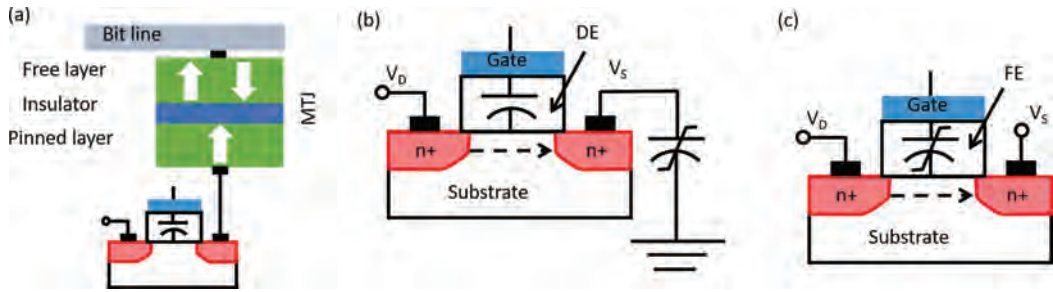 (a)
Bit line
Free layer
Insulator
Pinned layer
MTJ
(b)
DE
Gate
V_D
V_S
n+
n+
Substrate
(c)
FE
Gate
V_D
V_S
n+
n+
Substrate